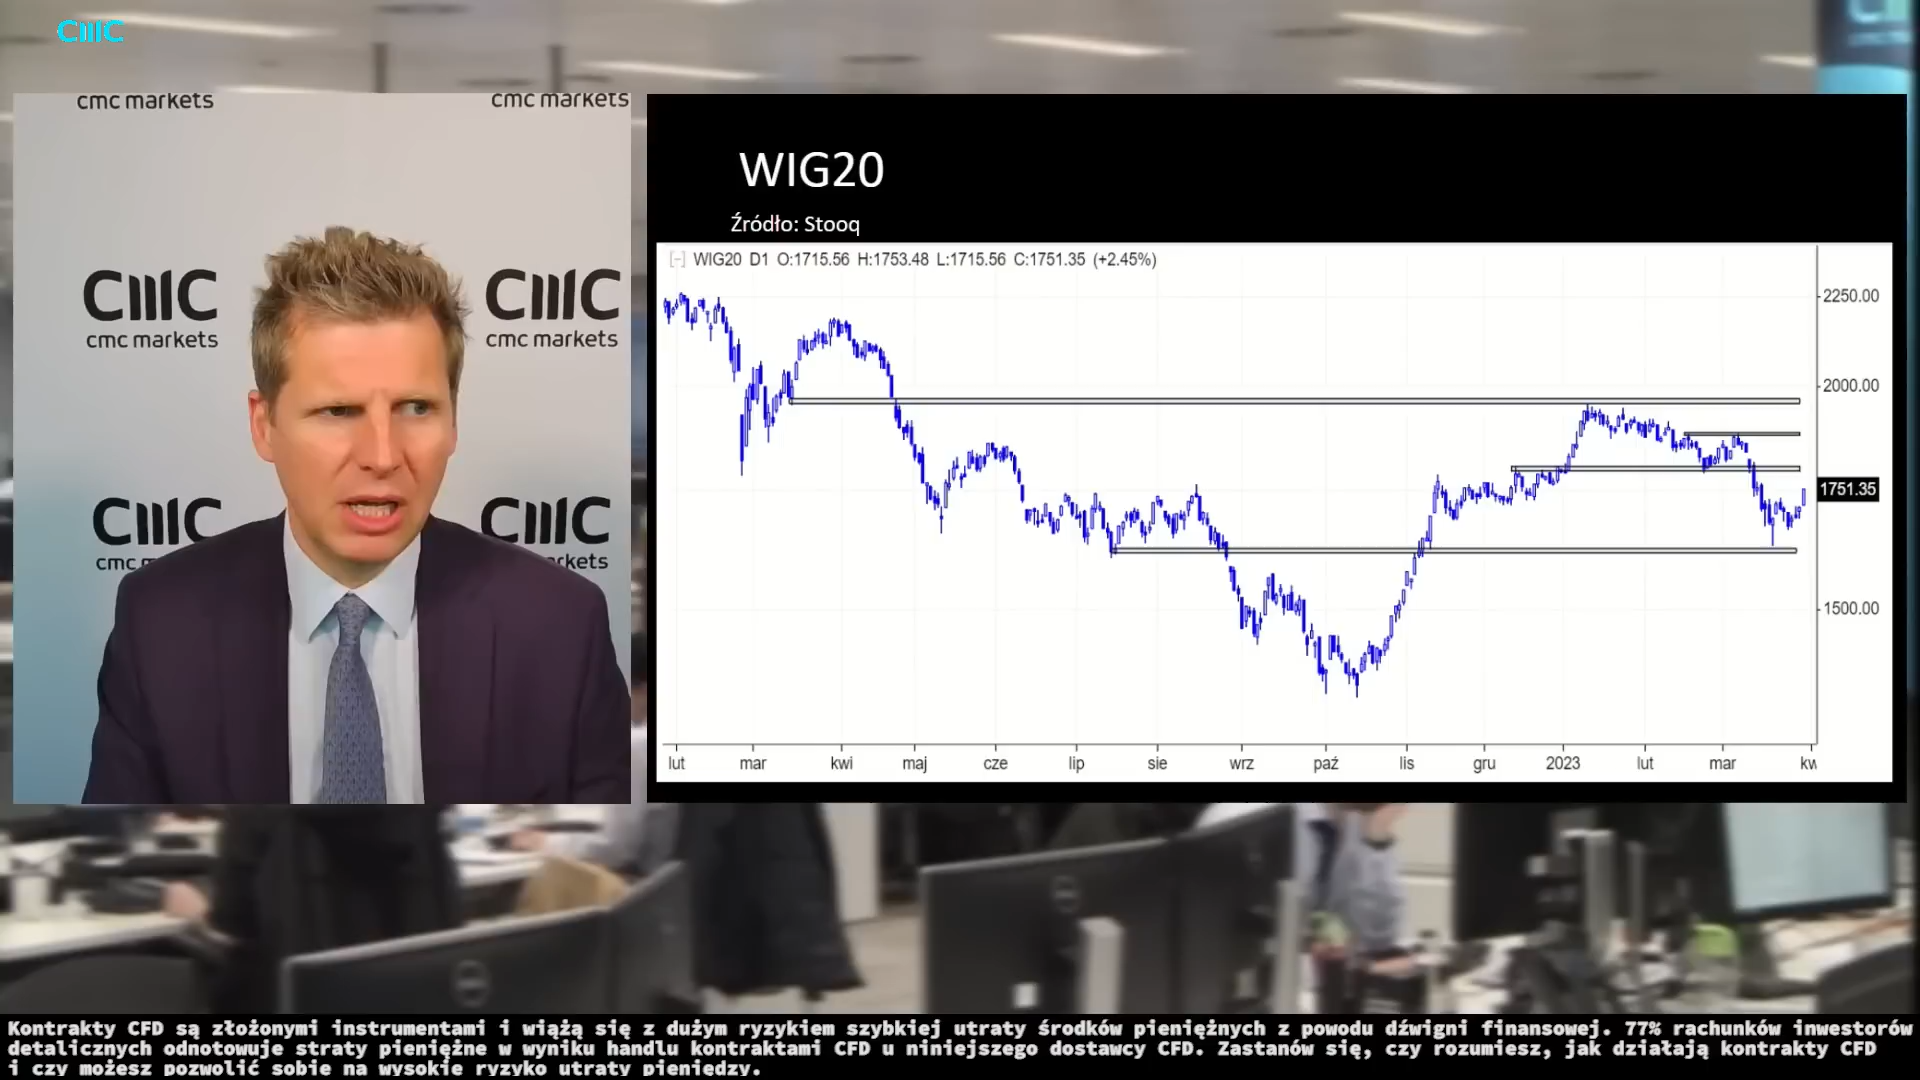 CMC
cmc markets
cmc markets
CMC
cmc markets
CMC
cmc markets
CMC
CMC
WIG20
Źródło: Stooq
[-] WIG20 D1 O:1715.56 H:1753.48 L:1715.56 C:1751.35 (+2.45%)
2250.00
2000.00
1751.35
1500.00
lut mar kwi maj cze lip sie wrz paź lis gru 2023 lut mar kw
Kontrakty CFD są złożonymi instrumentami i wiążą się z dużym ryzykiem szybkiej utraty środków pieniężnych z powodu dźwigni finansowej. 77% rachunków inwestorów
detalicznych odnotowuje straty pieniężne w wyniku handlu kontraktami CFD u niniejszego dostawcy CFD. Zastanów się, czy rozumiesz, jak działają kontrakty CFD
i czy możesz pozwolić sobie na wysokie ryzyko utraty pieniędzy.